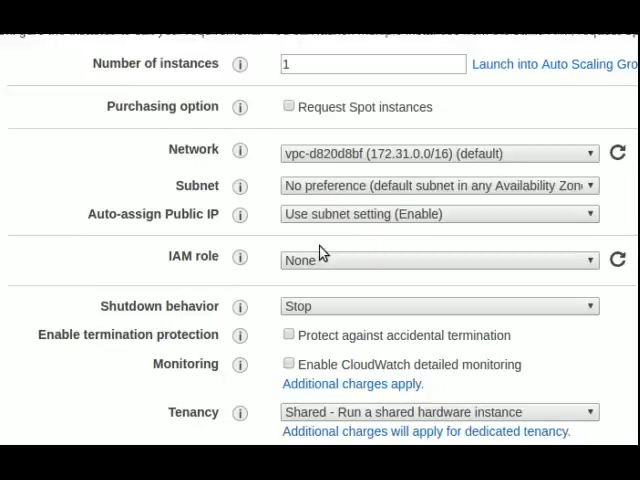 Number of instances i 1 Launch into Auto Scaling Gro
Purchasing option i Request Spot instances
Network i vpc-d820d8bf (172.31.0.0/16) (default)
Subnet i No preference (default subnet in any Availability Zon
Auto-assign Public IP i Use subnet setting (Enable)
IAM role i None
Shutdown behavior i Stop
Enable termination protection i Protect against accidental termination
Monitoring i Enable CloudWatch detailed monitoring
Additional charges apply.
Tenancy i Shared - Run a shared hardware instance
Additional charges will apply for dedicated tenancy.